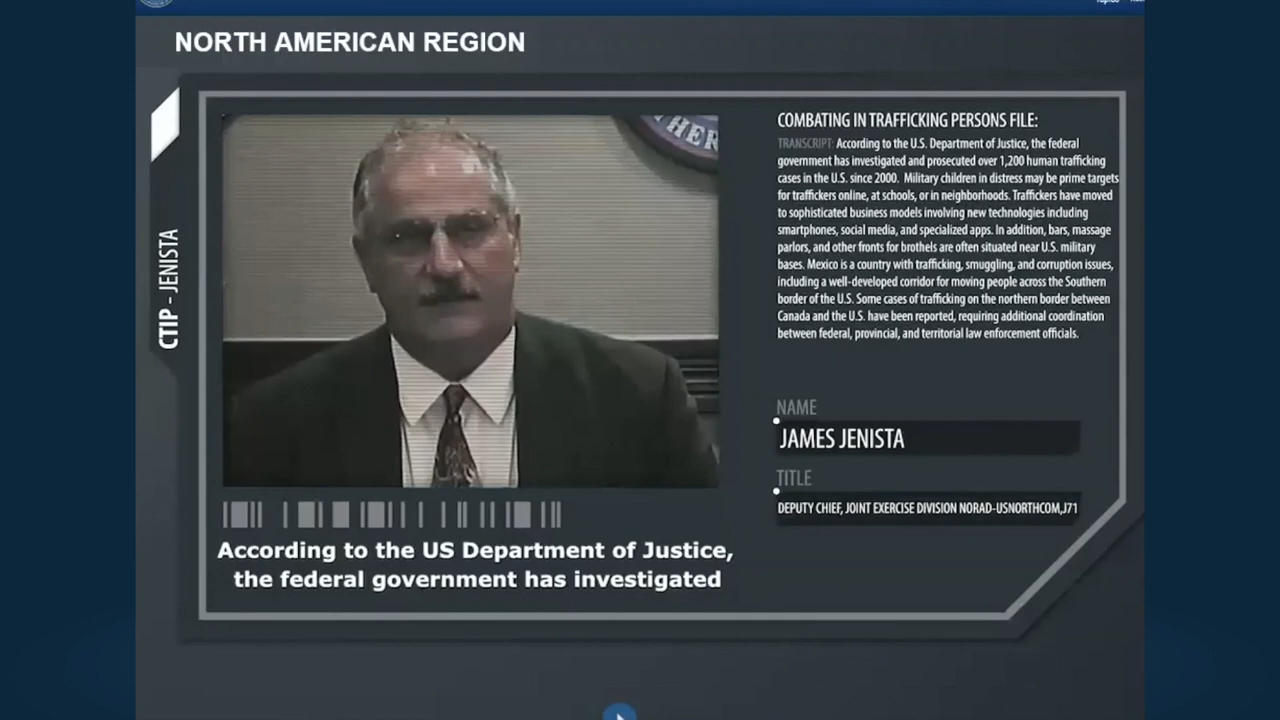 NORTH AMERICAN REGION
THER
CTIP - JENISTA
COMBATING IN TRAFFICKING PERSONS FILE:
TRANSCRIPT: According to the U.S. Department of Justice, the federal
government has investigated and prosecuted over 1,200 human trafficking
cases in the U.S. since 2000. Military children in distress may be prime targets
for traffickers online, at schools, or in neighborhoods. Traffickers have moved
to sophisticated business models involving new technologies including
smartphones, social media, and specialized apps. In addition, bars, massage
parlors, and other fronts for brothels are often situated near U.S. military
bases. Mexico is a country with trafficking, smuggling, and corruption issues,
including a well-developed corridor for moving people across the Southern
border of the U.S. Some cases of trafficking on the northern border between
Canada and the U.S. have been reported, requiring additional coordination
between federal, provincial, and territorial law enforcement officials.
NAME
JAMES JENISTA
TITLE
DEPUTY CHIEF, JOINT EXERCISE DIVISION NORAD-USNORTHCOM,J71
According to the US Department of Justice,
the federal government has investigated